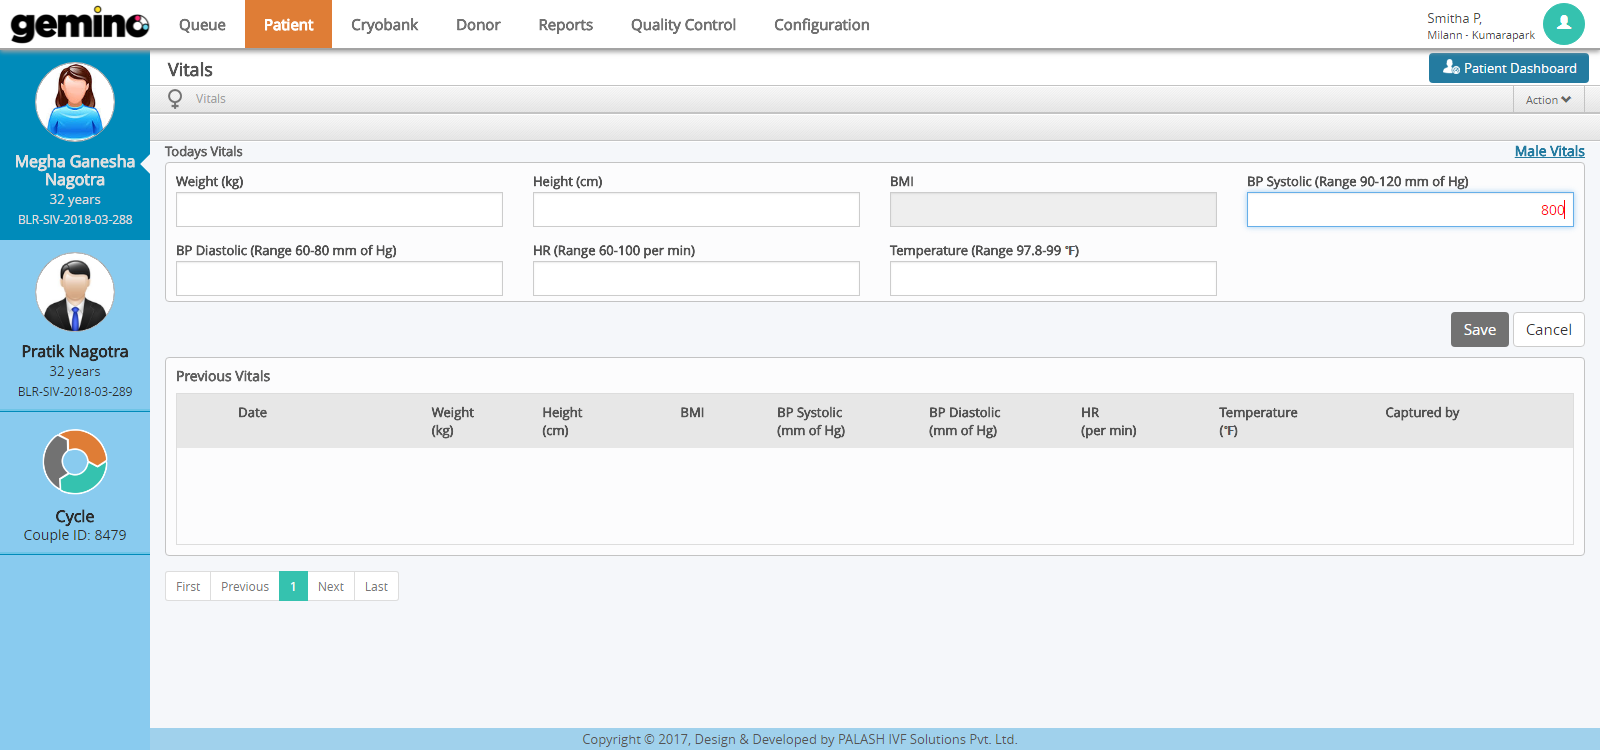 gemino
Queue
Patient
Cryobank
Donor
Reports
Quality Control
Configuration
Smitha P,
Milann - Kumarapark
Megha Ganesha
Nagotra
32 years
BLR-SIV-2018-03-288
Pratik Nagotra
32 years
BLR-SIV-2018-03-289
Cycle
Couple ID: 8479
Vitals
Patient Dashboard
Vitals
Action
Todays Vitals
Male Vitals
Weight (kg)
Height (cm)
BMI
BP Systolic (Range 90-120 mm of Hg)
800
BP Diastolic (Range 60-80 mm of Hg)
HR (Range 60-100 per min)
Temperature (Range 97.8-99 °F)
Save
Cancel
Previous Vitals
Date
Weight
(kg)
Height
(cm)
BMI
BP Systolic
(mm of Hg)
BP Diastolic
(mm of Hg)
HR
(per min)
Temperature
(°F)
Captured by
First
Previous
1
Next
Last
Copyright © 2017, Design & Developed by PALASH IVF Solutions Pvt. Ltd.